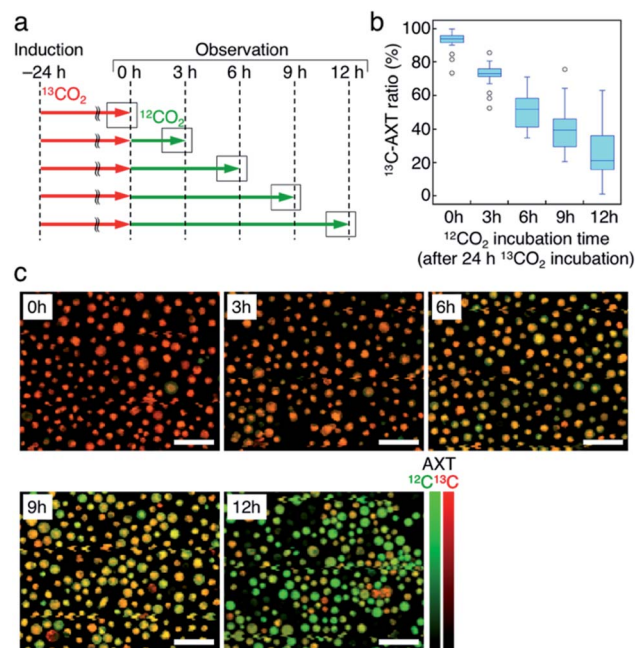 a
Induction Observation
–24 h 0 h 3 h 6 h 9 h 12 h
¹³CO₂
¹²CO₂
b
¹³C-AXT ratio (%)
100
80
60
40
20
0
0h 3h 6h 9h 12h
¹²CO₂ incubation time
(after 24 h ¹³CO₂ incubation)
c
0h 3h 6h
AXT
¹²C ¹³C
9h 12h